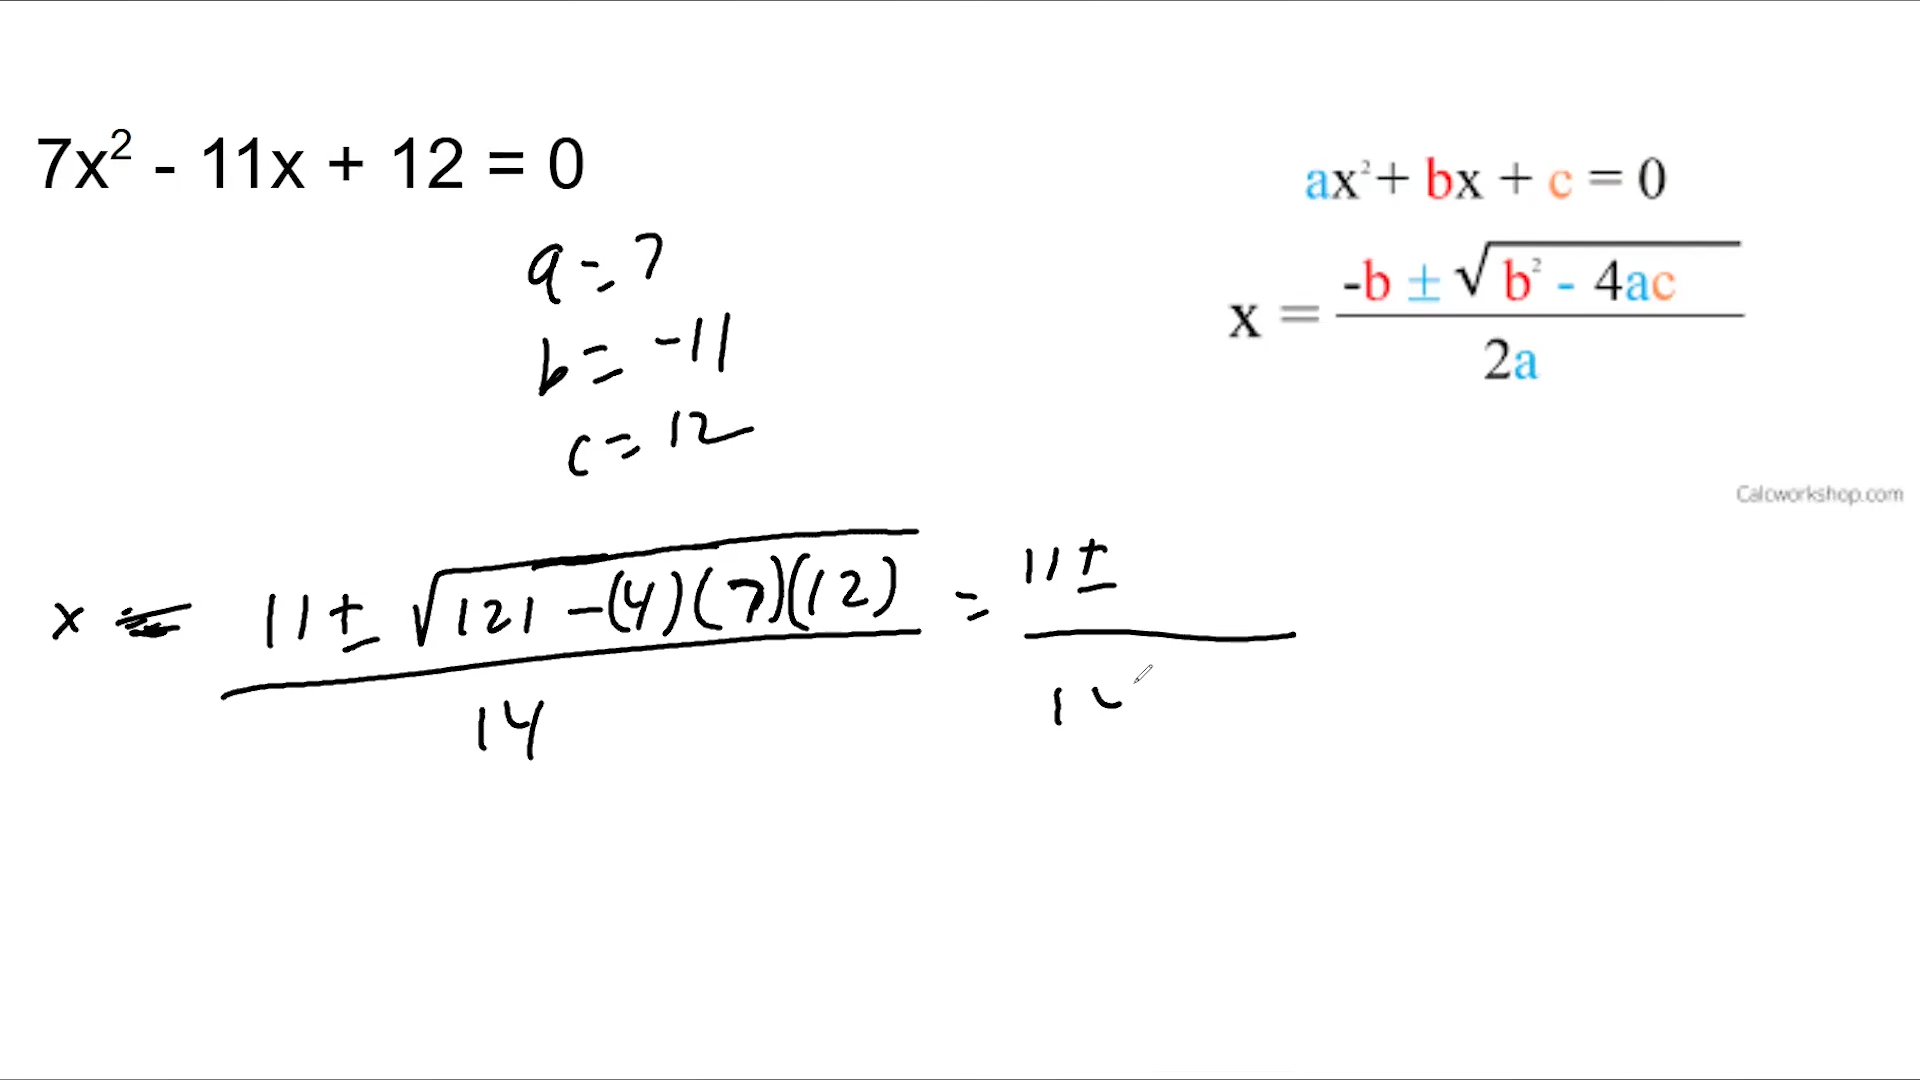 7x² - 11x + 12 = 0
ax² + bx + c = 0
x = -b ± √b² - 4ac / 2a
a = 7
b = -11
c = 12
Calcworkshop.com
x = 11 ± √121 - (4)(7)(12) / 14 = 11 ± / 1